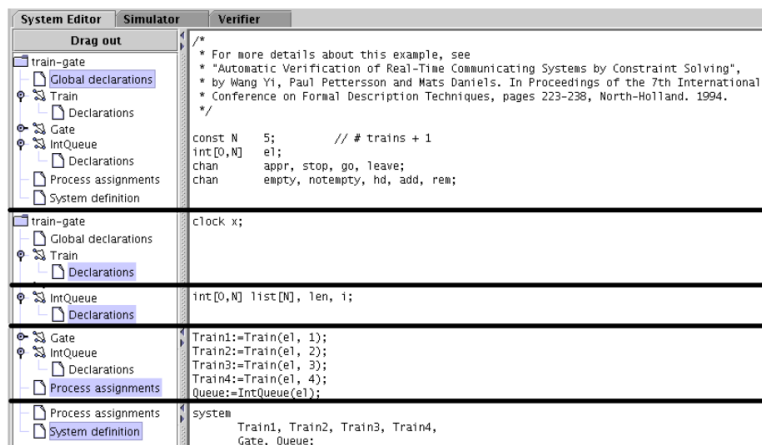 System Editor Simulator Verifier
Drag out
train-gate
Global declarations
Train
Declarations
Gate
IntQueue
Declarations
Process assignments
System definition
/*
* For more details about this example, see
* "Automatic Verification of Real-Time Communicating Systems by Constraint Solving",
* by Wang Yi, Paul Pettersson and Mats Daniels. In Proceedings of the 7th International
* Conference on Formal Description Techniques, pages 223-238, North-Holland. 1994.
*/
const N 5; // # trains + 1
int[0,N] el;
chan appr, stop, go, leave;
chan empty, notempty, hd, add, rem;
train-gate
Global declarations
Train
Declarations
clock x;
IntQueue
Declarations
int[0,N] list[N], len, i;
Gate
IntQueue
Declarations
Process assignments
Train1:=Train(el, 1);
Train2:=Train(el, 2);
Train3:=Train(el, 3);
Train4:=Train(el, 4);
Queue:=IntQueue(el);
Process assignments
System definition
system
Train1, Train2, Train3, Train4,
Gate, Queue;